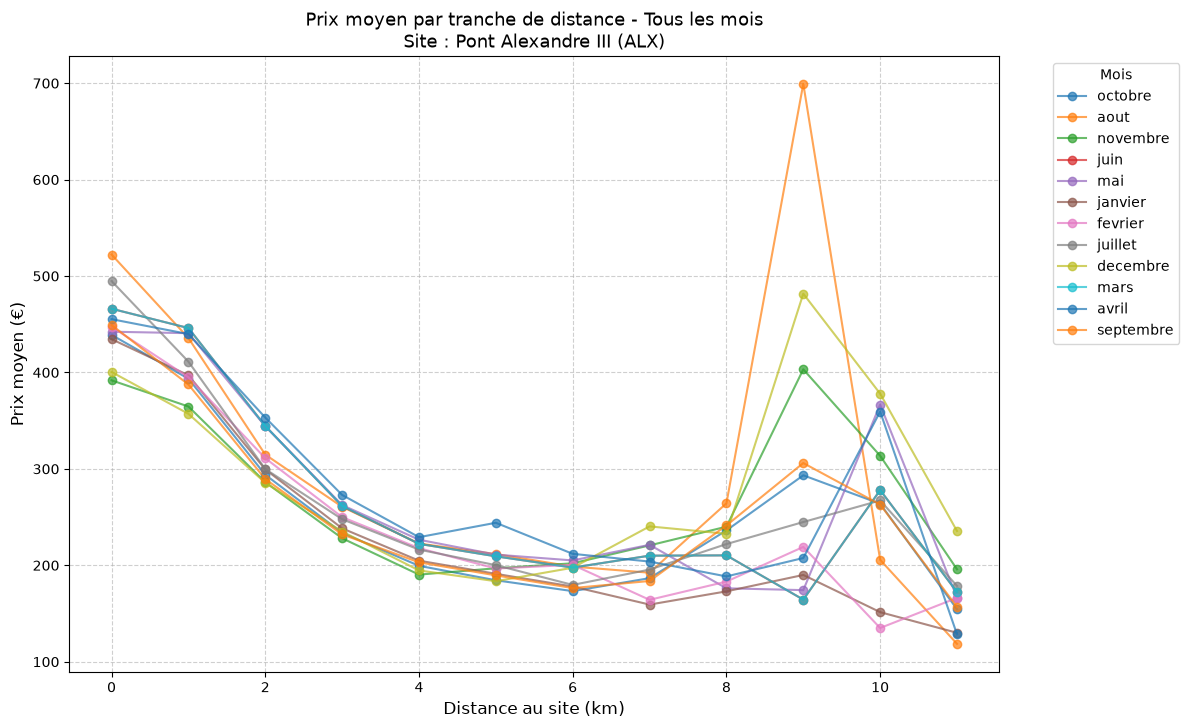 Prix moyen par tranche de distance - Tous les mois
Site : Pont Alexandre III (ALX)
700
600
500
400
300
200
100
Prix moyen (€)
0
2
4
6
8
10
Distance au site (km)
Mois
octobre
aout
novembre
juin
mai
janvier
fevrier
juillet
decembre
mars
avril
septembre